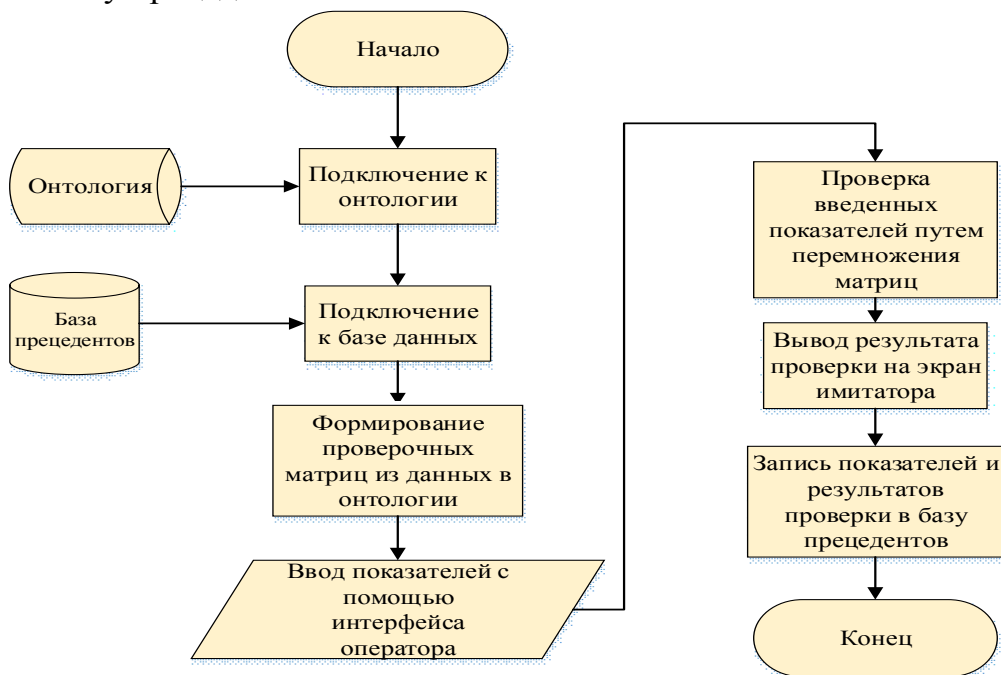 Начало
Онтология
Подключение к
онтологии
База
прецедентов
Подключение
к базе данных
Формирование
проверочных
матриц из данных в
онтологии
Ввод показателей с
помощью
интерфейса
оператора
Проверка
введенных
показателей путем
перемножения
матриц
Вывод результата
проверки на экран
имитатора
Запись показателей и
результатов
проверки в базу
прецедентов
Конец